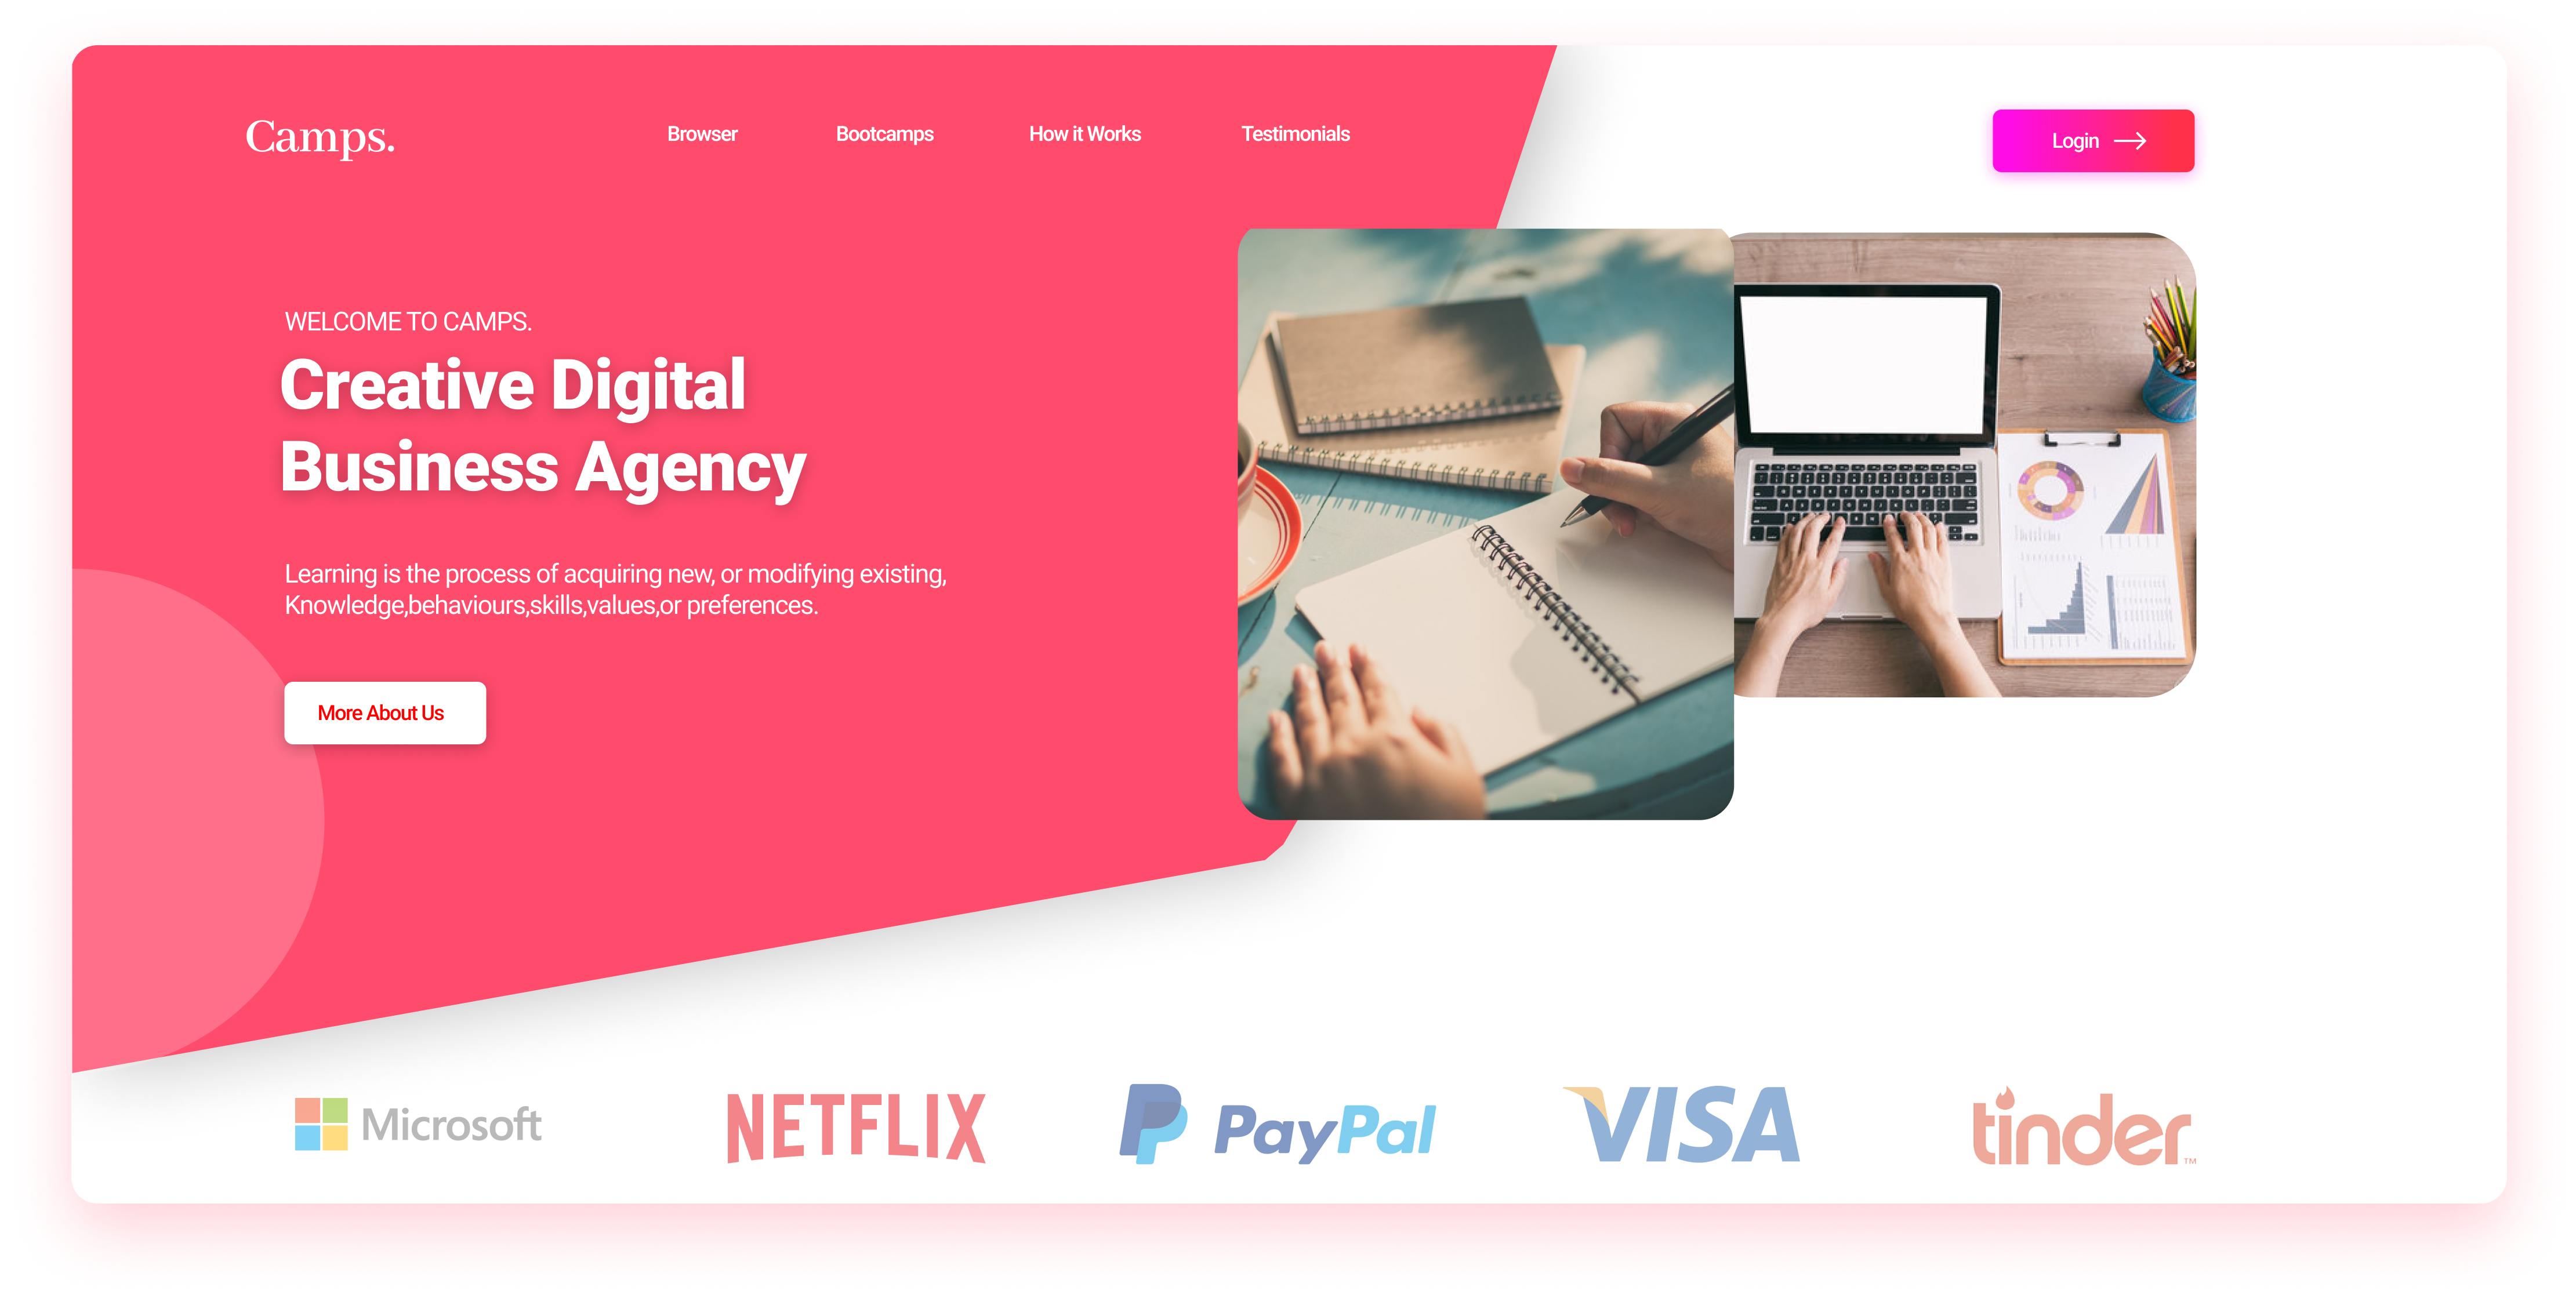 Camps.
Browser Bootcamps How it Works Testimonials
Login
WELCOME TO CAMPS.
Creative Digital
Business Agency
Learning is the process of acquiring new, or modifying existing,
Knowledge,behaviours,skills,values,or preferences.
More About Us
Microsoft NETFLIX PayPal VISA tinder™